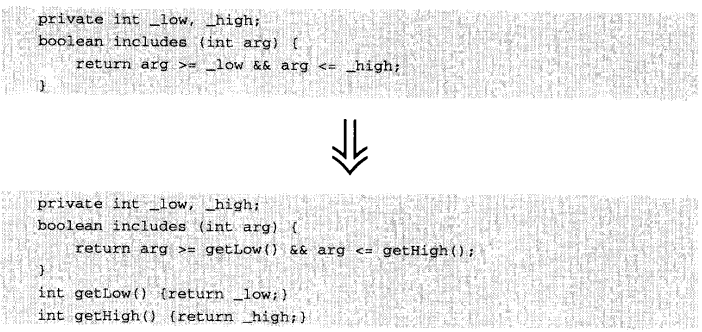 private int _low, _high;
boolean includes (int arg) {
return arg >= _low && arg <= _high;
}
private int _low, _high;
boolean includes (int arg) {
return arg >= getLow() && arg <= getHigh();
}
int getLow() {return _low;}
int getHigh() {return _high;}